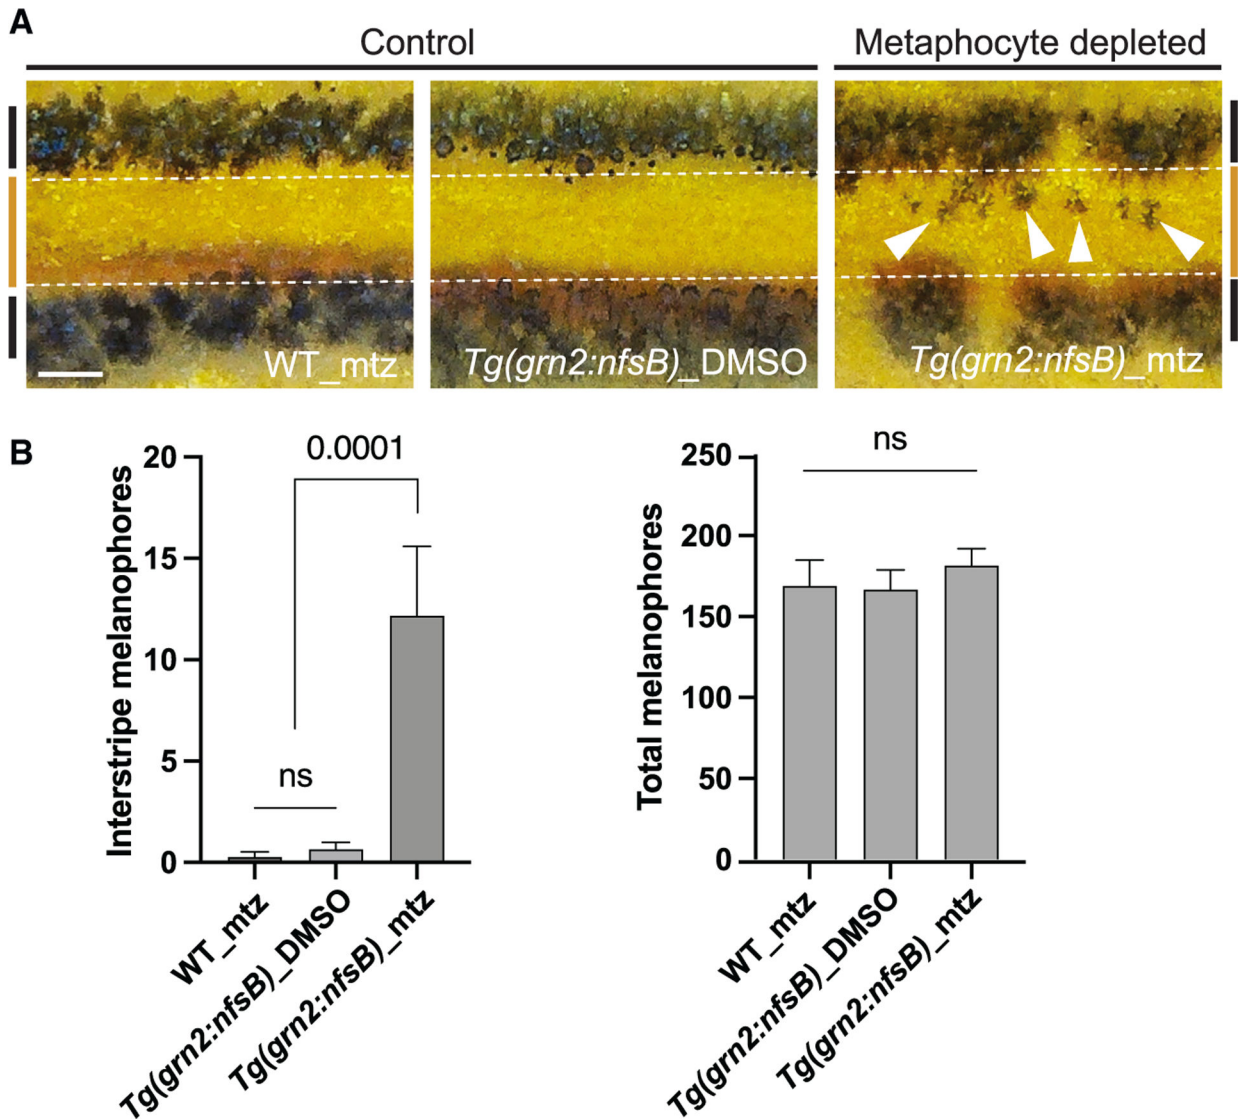 A
Control
Metaphocyte depleted
WT_mtz
Tg(grn2:nfsB)_DMSO
Tg(grn2:nfsB)_mtz
B
Interstripe melanophores
20
15
10
5
0
0.0001
ns
WT_mtz
Tg(grn2:nfsB)_DMSO
Tg(grn2:nfsB)_mtz
Total melanophores
250
200
150
100
50
0
ns
WT_mtz
Tg(grn2:nfsB)_DMSO
Tg(grn2:nfsB)_mtz